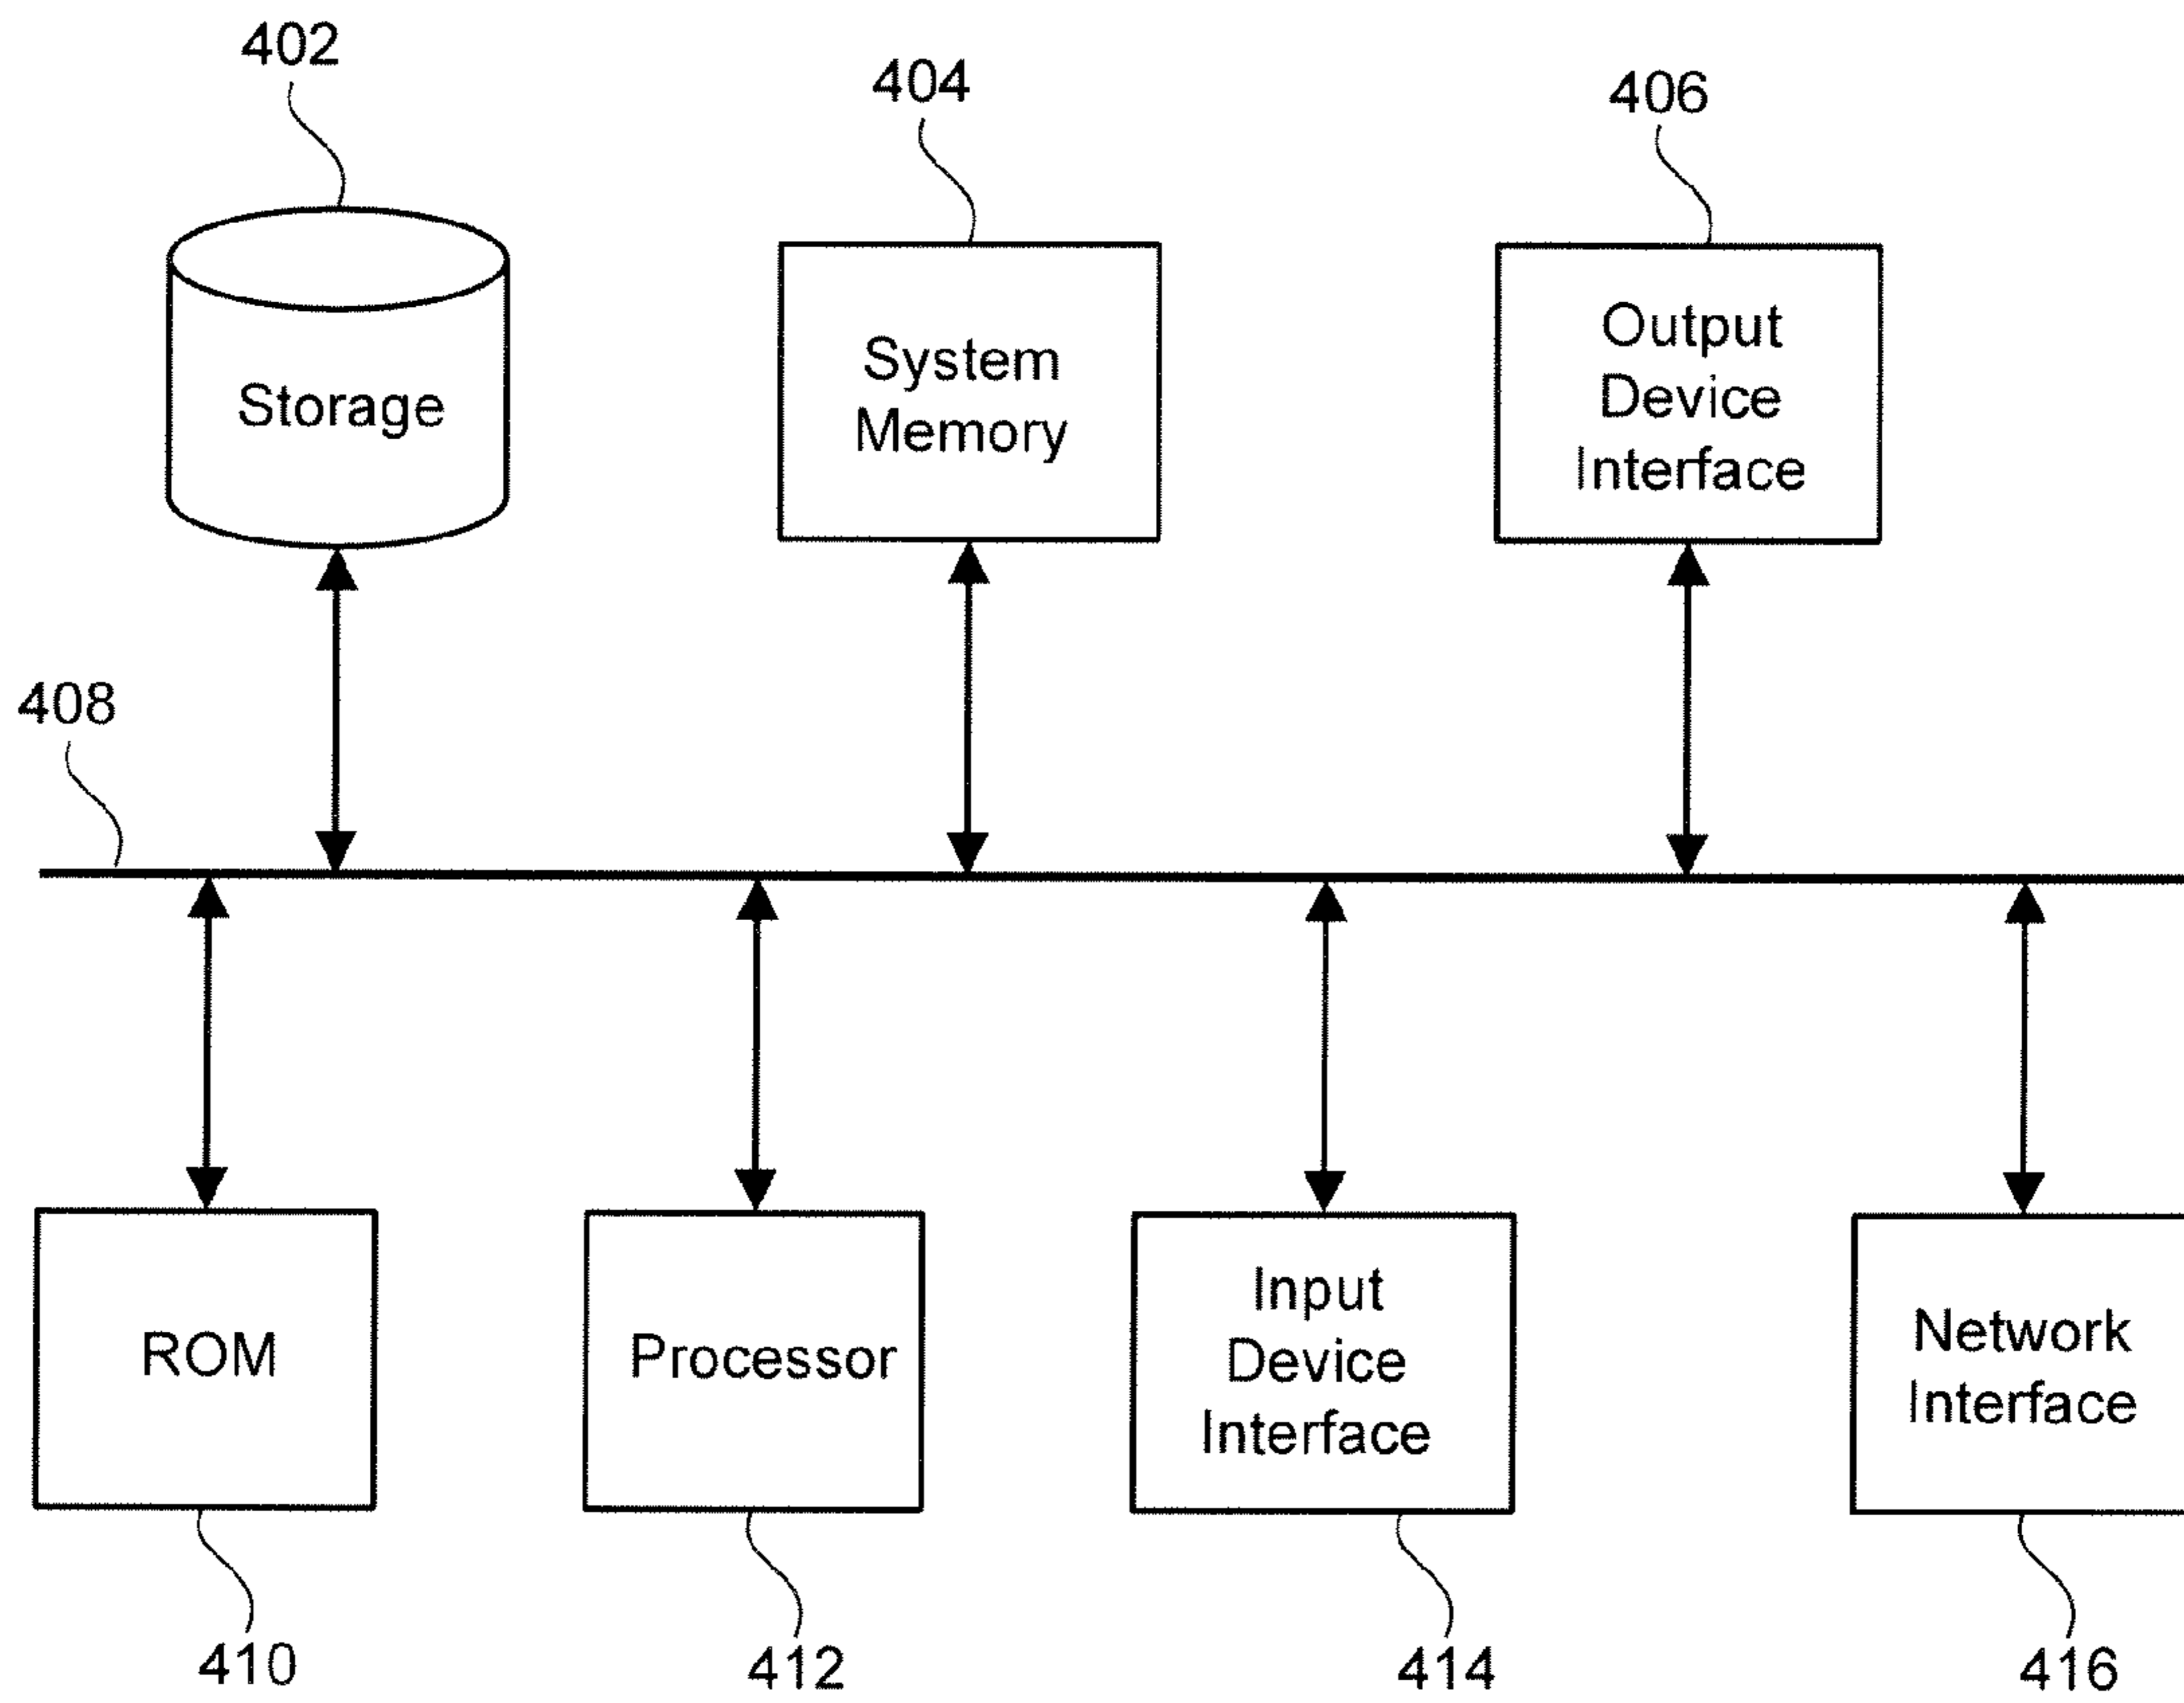 402
404
406
Storage
System
Memory
Output
Device
Interface
408
ROM
Processor
Input
Device
Interface
Network
Interface
410
412
414
416